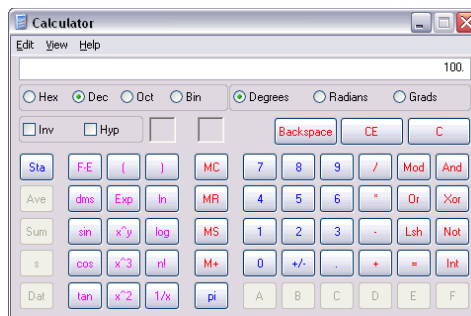 Calculator
Edit View Help
100.
Hex Dec Oct Bin Degrees Radians Grads
Inv Hyp Backspace CE C
Sta F-E ( ) MC 7 8 9 / Mod And
Ave dms Exp ln MR 4 5 6 * Or Xor
Sum sin x^y log MS 1 2 3 - Lsh Not
s cos x^3 n! M+ 0 +/- . + = Int
Dat tan x^2 1/x pi A B C D E F